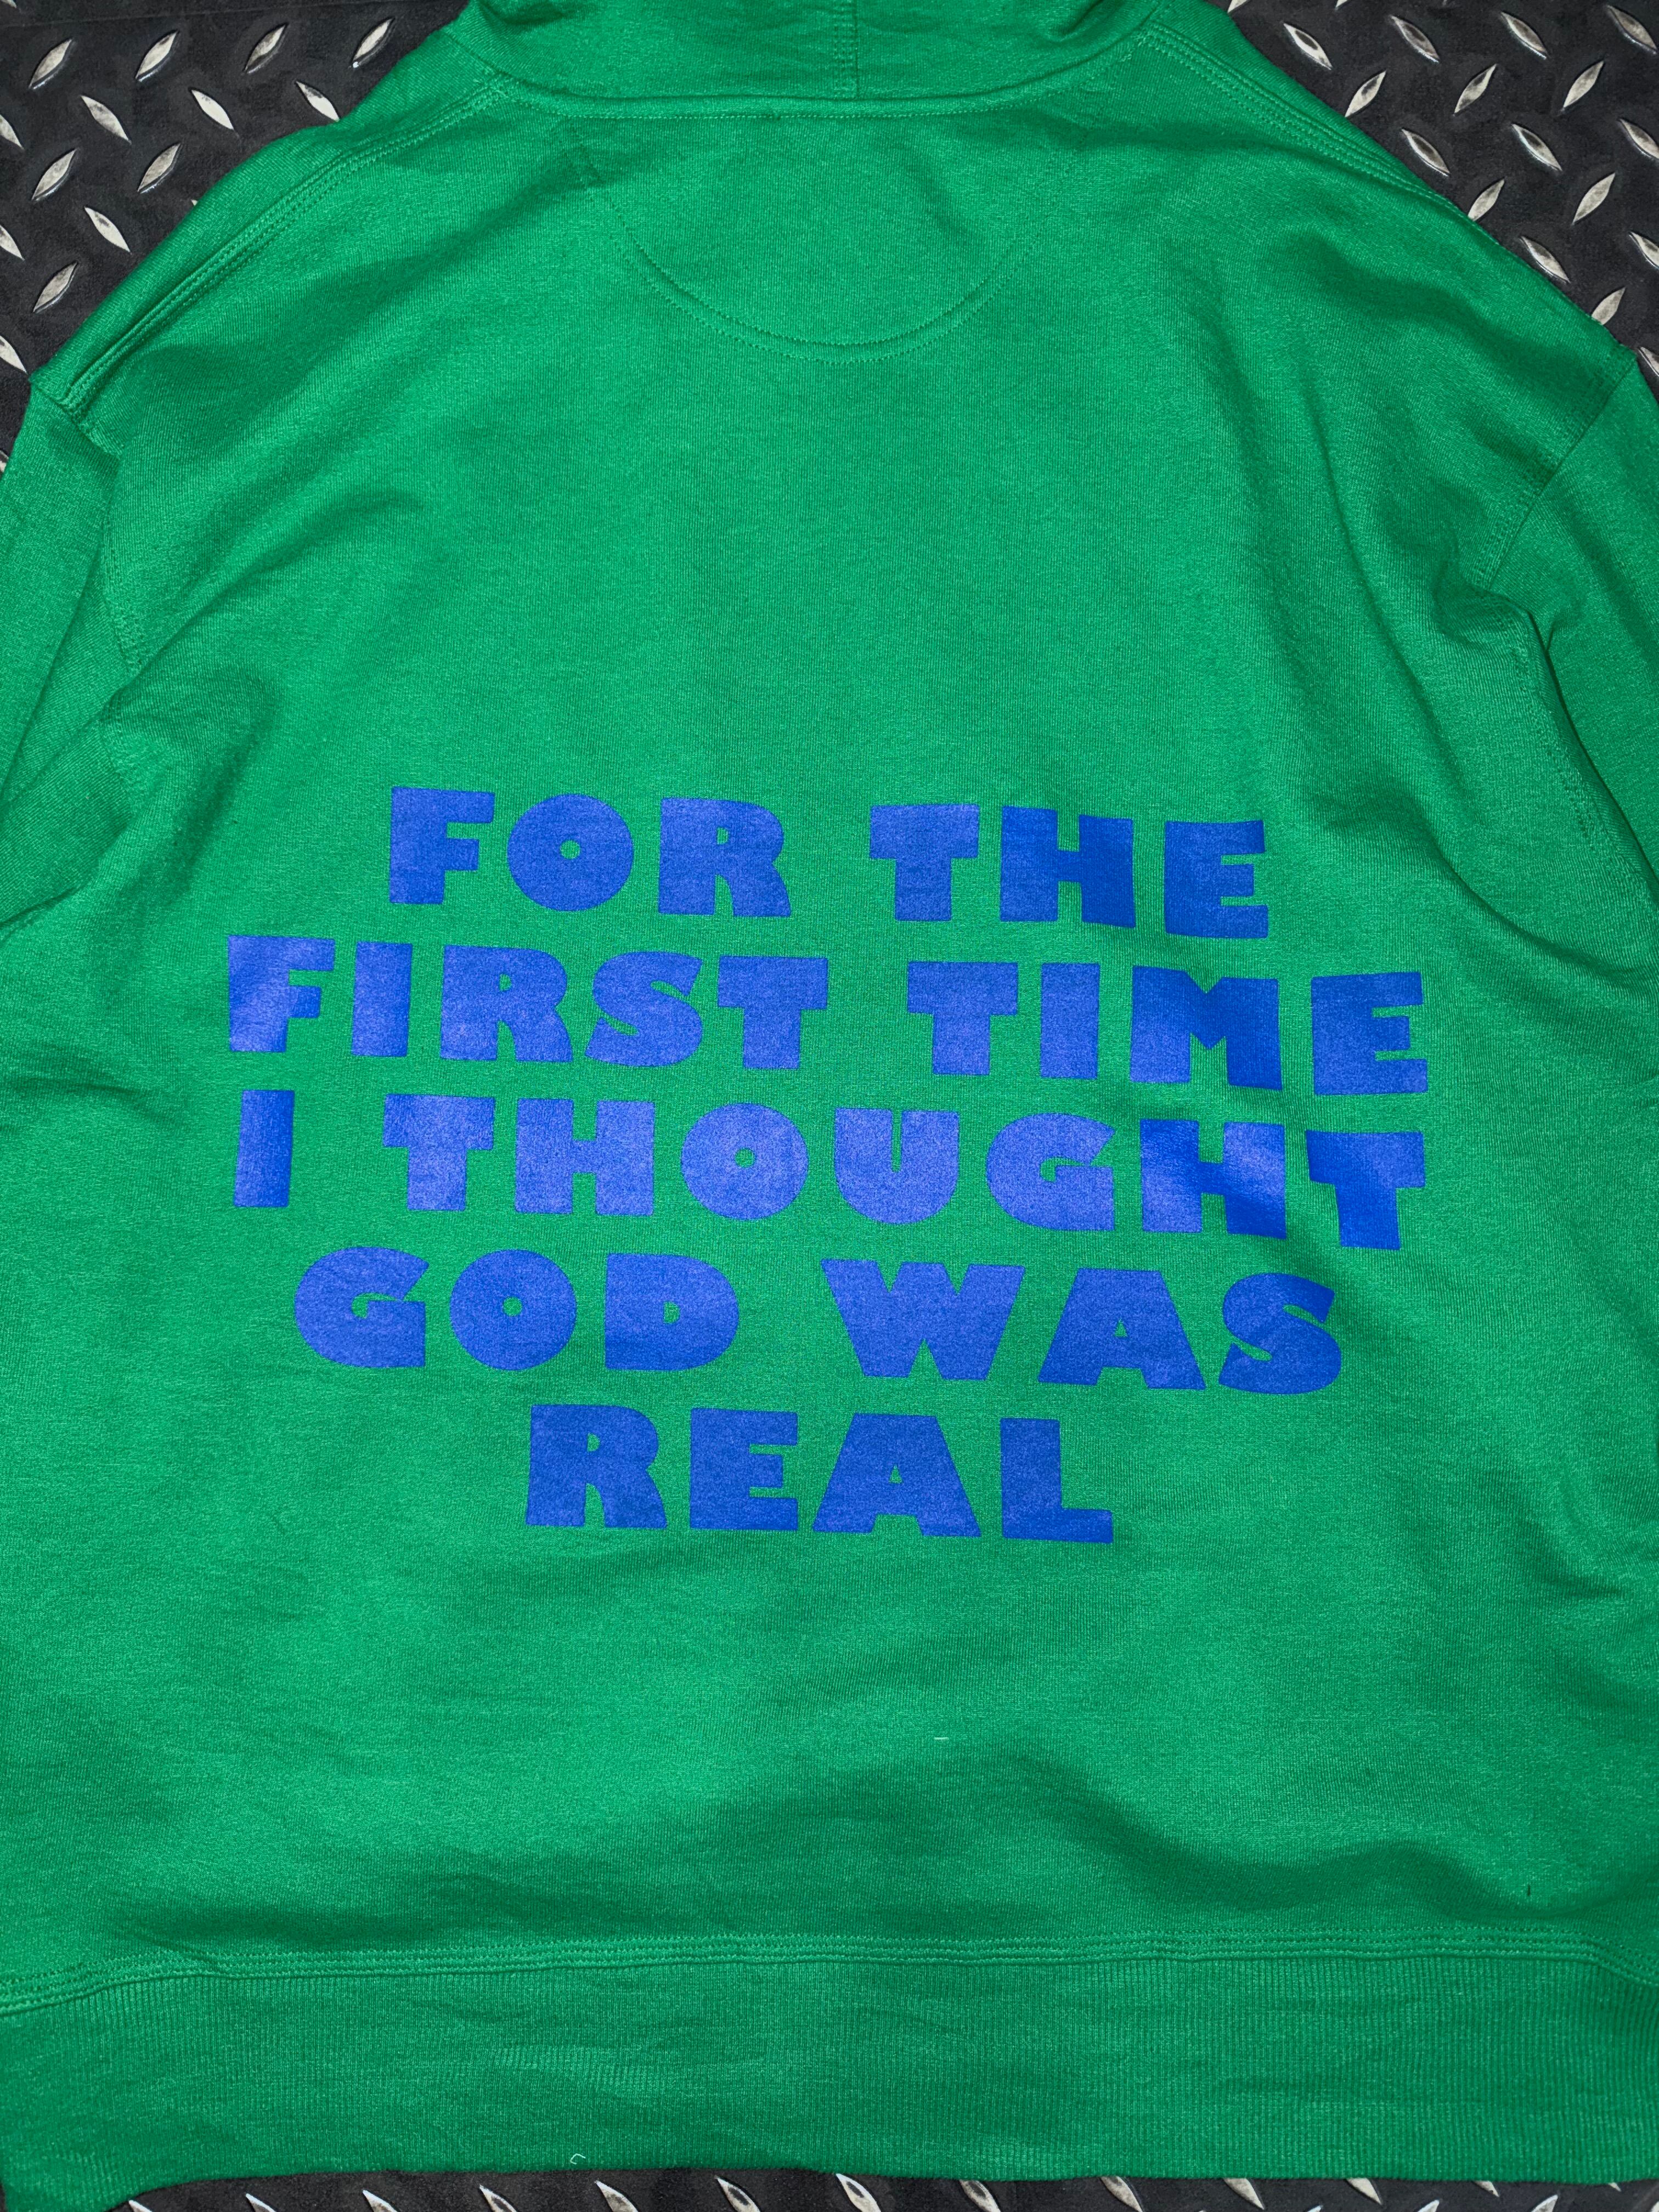 FOR THE
FIRST TIME
I THOUGHT
GOD WAS
REAL